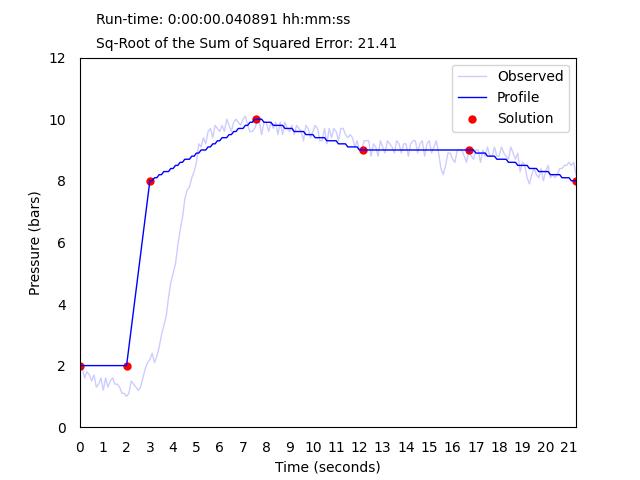 Run-time: 0:00:00.040891 hh:mm:ss
Sq-Root of the Sum of Squared Error: 21.41
12
10
8
6
4
2
0
Pressure (bars)
Observed
Profile
Solution
0 1 2 3 4 5 6 7 8 9 10 11 12 13 14 15 16 17 18 19 20 21
Time (seconds)